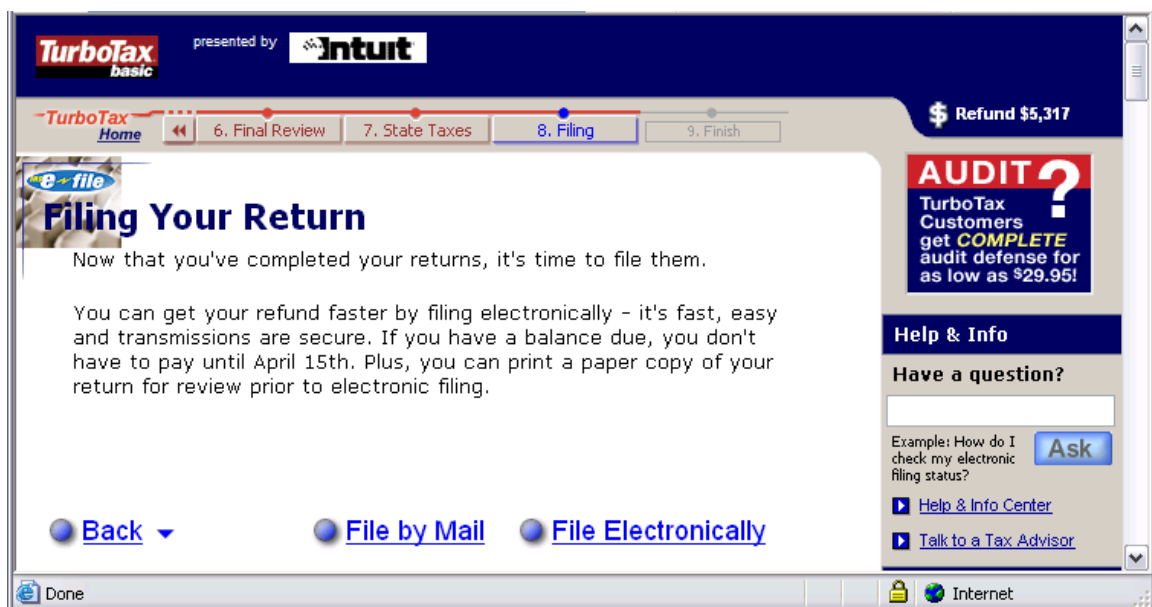 TurboTax
basic
presented by
Intuit
TurboTax
Home
6. Final Review
7. State Taxes
8. Filing
9. Finish
Refund $5,317
e-file
Filing Your Return
Now that you've completed your returns, it's time to file them.
You can get your refund faster by filing electronically – it's fast, easy
and transmissions are secure. If you have a balance due, you don't
have to pay until April 15th. Plus, you can print a paper copy of your
return for review prior to electronic filing.
Back
File by Mail
File Electronically
AUDIT?
TurboTax
Customers
get COMPLETE
audit defense for
as low as $29.95!
Help & Info
Have a question?
Example: How do I
check my electronic
filing status?
Ask
Help & Info Center
Talk to a Tax Advisor
Done
Internet